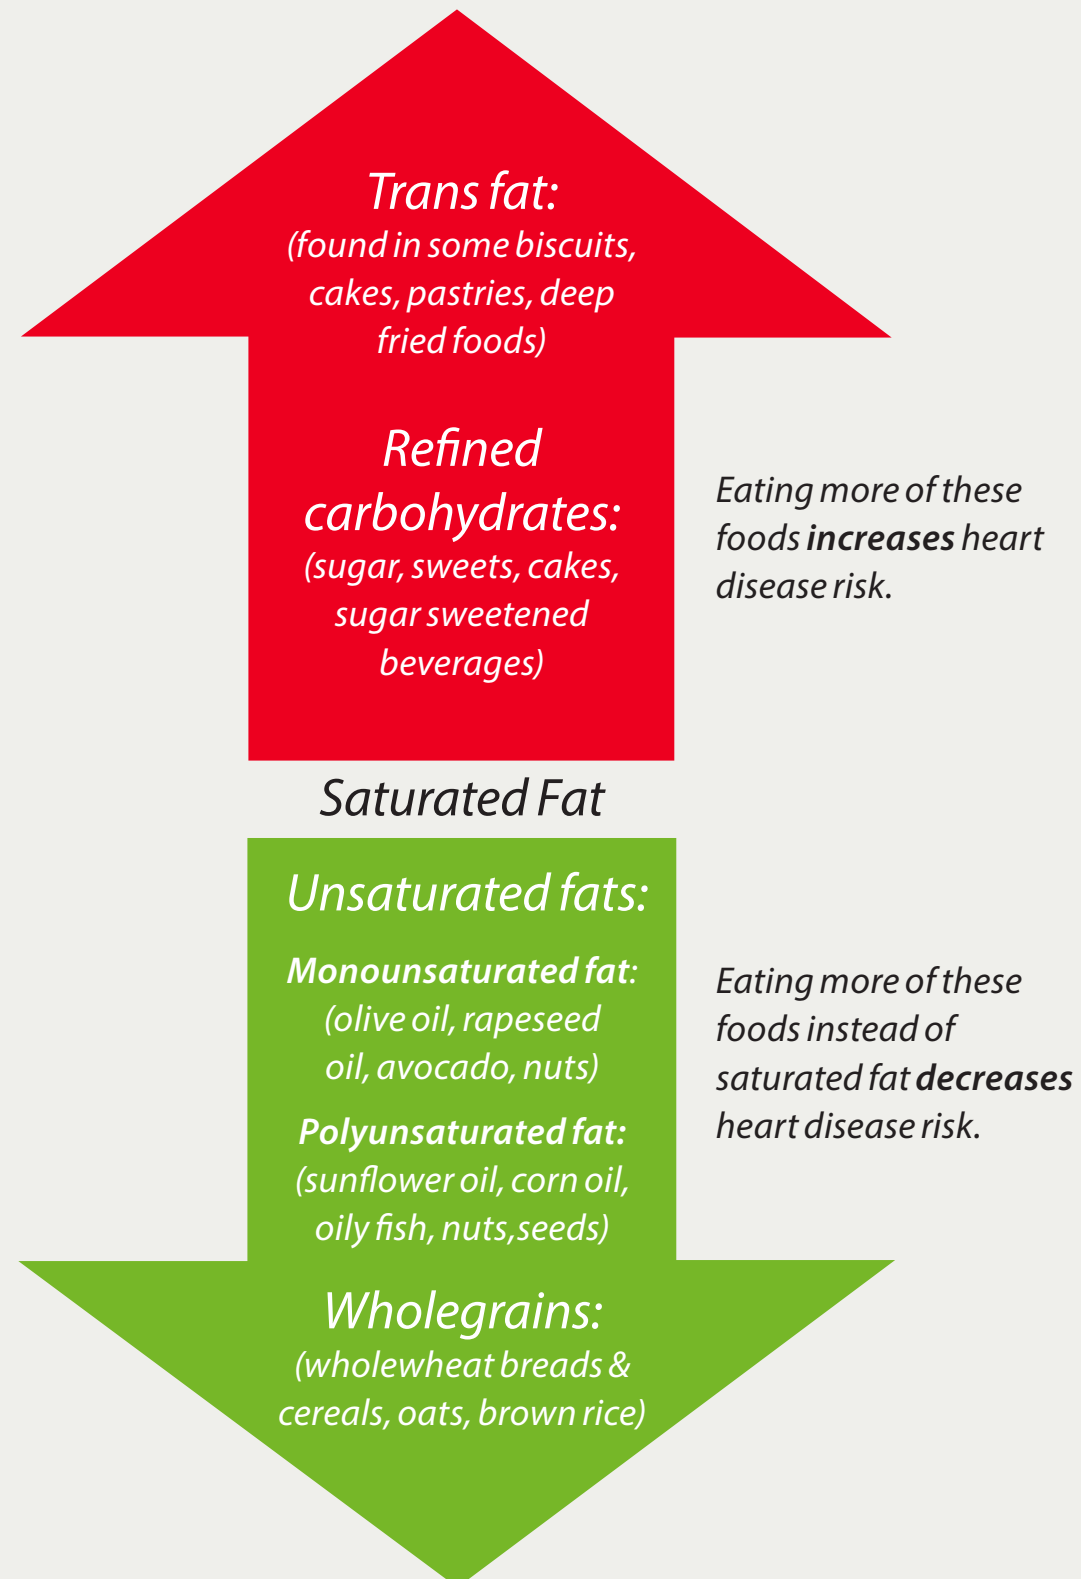 Trans fat:
(found in some biscuits,
cakes, pastries, deep
fried foods)
Refined
carbohydrates:
(sugar, sweets, cakes,
sugar sweetened
beverages)
Eating more of these
foods increases heart
disease risk.
Saturated Fat
Unsaturated fats:
Monounsaturated fat:
(olive oil, rapeseed
oil, avocado, nuts)
Polyunsaturated fat:
(sunflower oil, corn oil,
oily fish, nuts,seeds)
Eating more of these
foods instead of
saturated fat decreases
heart disease risk.
Wholegrains:
(wholewheat breads &
cereals, oats, brown rice)